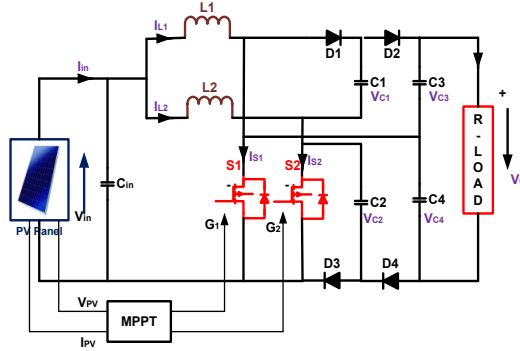 L1
IL1
D1
D2
Iin
L2
C1
VC1
C3
VC3
+
IL2
R-LOAD
S1
IS1
S2
IS2
Cin
C2
VC2
C4
VC4
Vin
PV Panel
G1
G2
D3
D4
VPV
MPPT
IPV